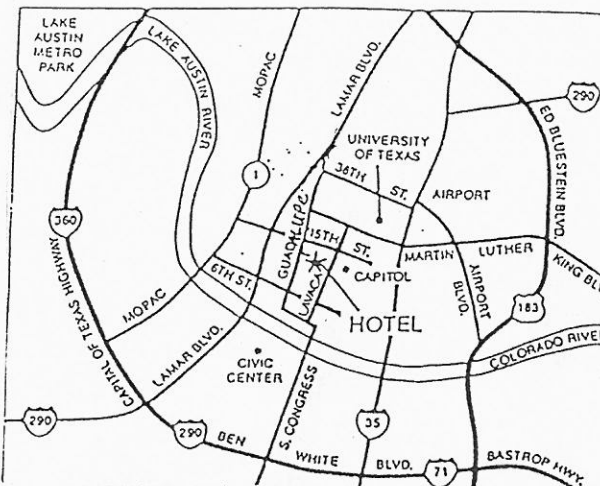 LAKE
AUSTIN
METRO
PARK
LAKE AUSTIN RIVER
MOPAC
LAMAR BLVD.
290
ED BLUESTEIN BLVD.
UNIVERSITY
OF TEXAS
1
38TH ST.
AIRPORT
360
GUADALUPE
15TH ST.
MARTIN LUTHER KING BLVD
6TH ST.
LAVACA
CAPITOL
AIRPORT
BLVD.
CAPITAL OF TEXAS HIGHWAY
MOPAC
HOTEL
183
LAMAR BLVD.
CIVIC
CENTER
COLORADO RIVER
S. CONGRESS
35
290
290
BEN WHITE BLVD.
71
BASTROP HWY.